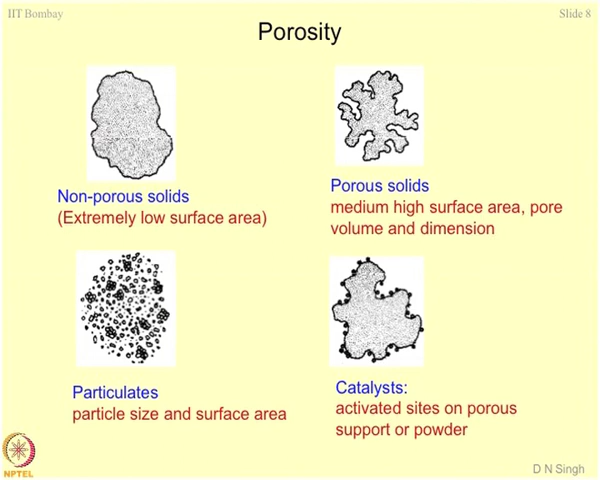 IIT Bombay
Slide 8
Porosity
Non-porous solids
(Extremely low surface area)
Porous solids
medium high surface area, pore
volume and dimension
Particulates
particle size and surface area
Catalysts:
activated sites on porous
support or powder
NPTEL
D N Singh